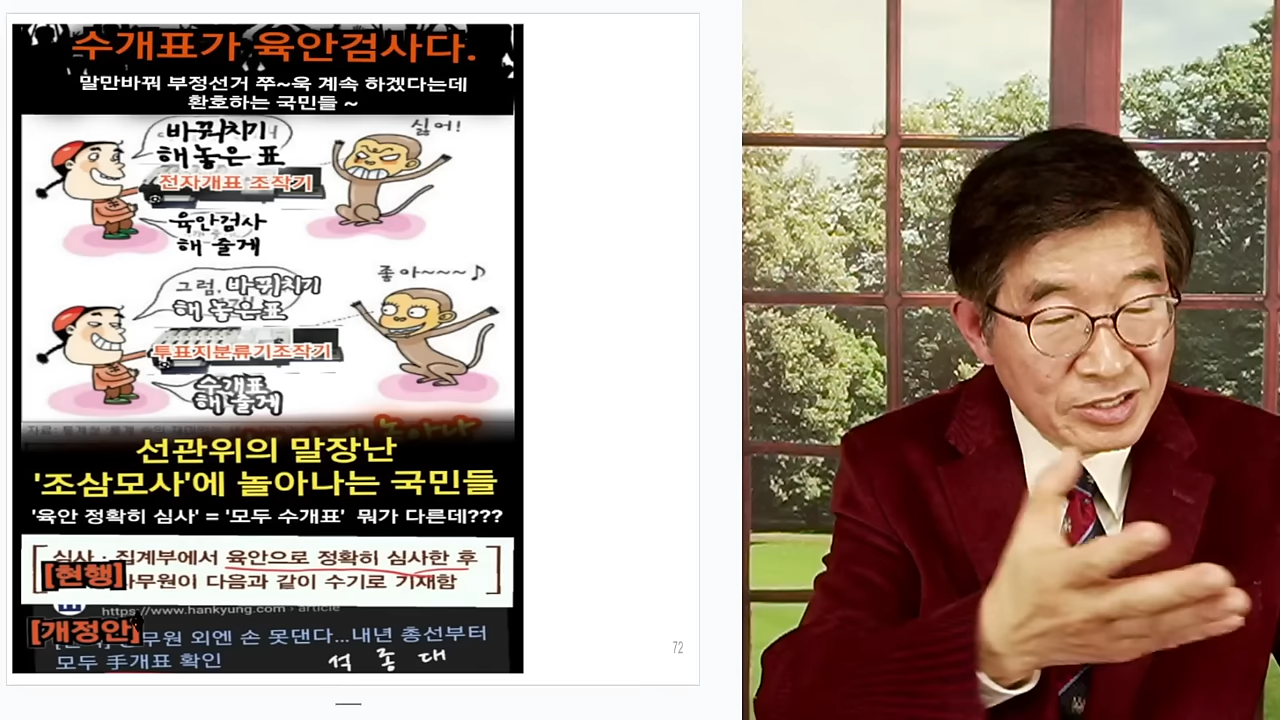 수개표가 육안검사다.
말만바꿔 부정선거 쭈~욱 계속 하겠다는데
환호하는 국민들 ~
바꿔치기
해 놓은 표
전자개표 조작기
육안검사
해 줄게
싫어!
그럼, 바꿔치기
해 놓은 표
투표지분류기조작기
수개표
해 줄게
좋아~~~♪
선관위의 말장난
'조삼모사'에 놀아나는 국민들
'육안 정확히 심사' = '모두 수개표' 뭐가 다른데???
심사 : 집계부에서 육안으로 정확히 심사한 후
[현행] 사무원이 다음과 같이 수기로 기재함
https://www.hankyung.com › article
[개정안] 무원 외엔 손 못댄다...내년 총선부터
모두 手개표 확인
석 종 대
72